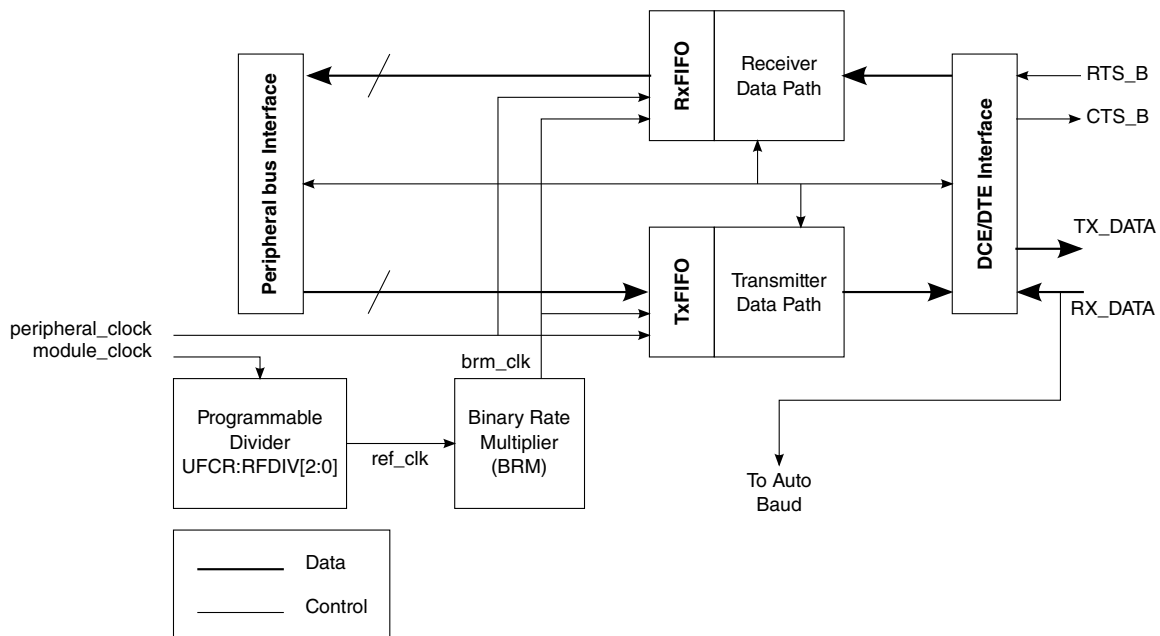 Peripheral bus Interface
RxFIFO
Receiver
Data Path
DCE/DTE Interface
RTS_B
CTS_B
TX_DATA
RX_DATA
TxFIFO
Transmitter
Data Path
peripheral_clock
module_clock
brm_clk
Programmable
Divider
UFCR:RFDIV[2:0]
ref_clk
Binary Rate
Multiplier
(BRM)
To Auto
Baud
Data
Control